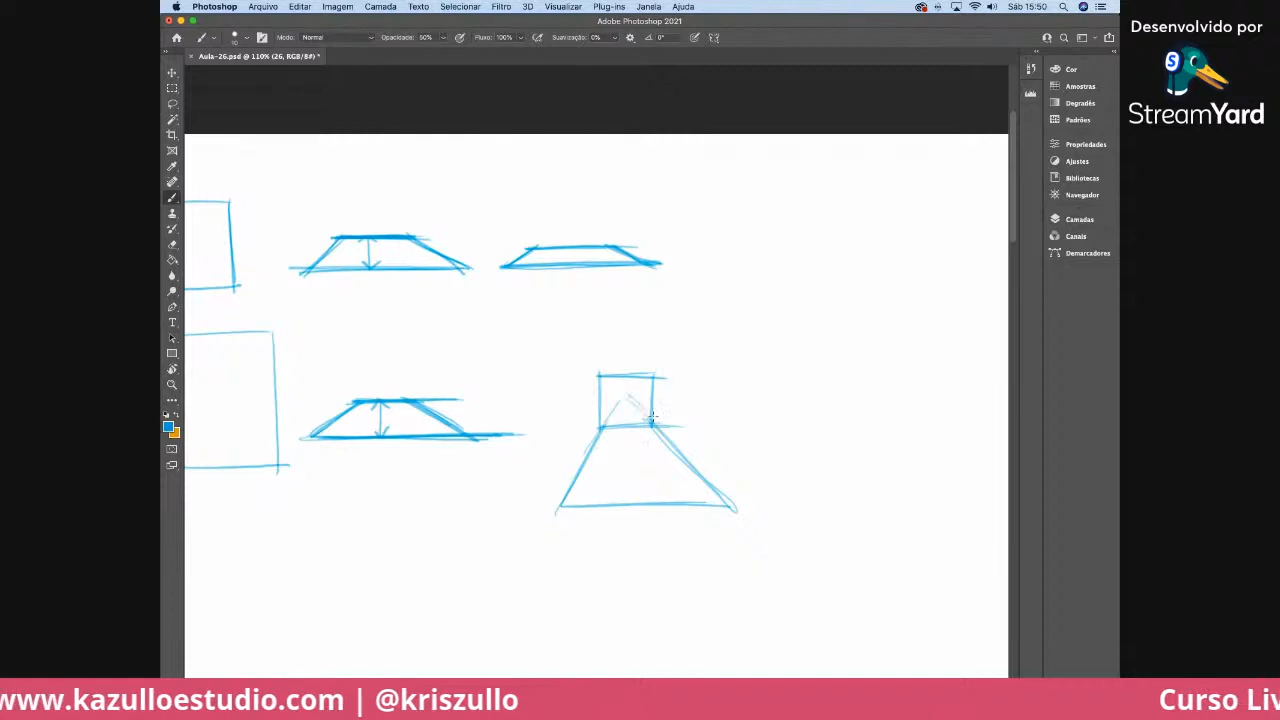 Photoshop Arquivo Editar Imagem Camada Texto Selecionar Filtro 3D Visualizar Plug-ins Janela Ajuda Sáb 15:50
Adobe Photoshop 2021
Modo: Normal Opacidade: 50% Fluxo: 100% Suavização: 0% 0°
Aula-26.psd @ 110% (26, RGB/8#) *
Cor
Amostras
Degradês
Padrões
Propriedades
Ajustes
Bibliotecas
Navegador
Camadas
Canais
Demarcadores
Desenvolvido por
S
StreamYard
www.kazulloestudio.com | @kriszullo
Curso Liv